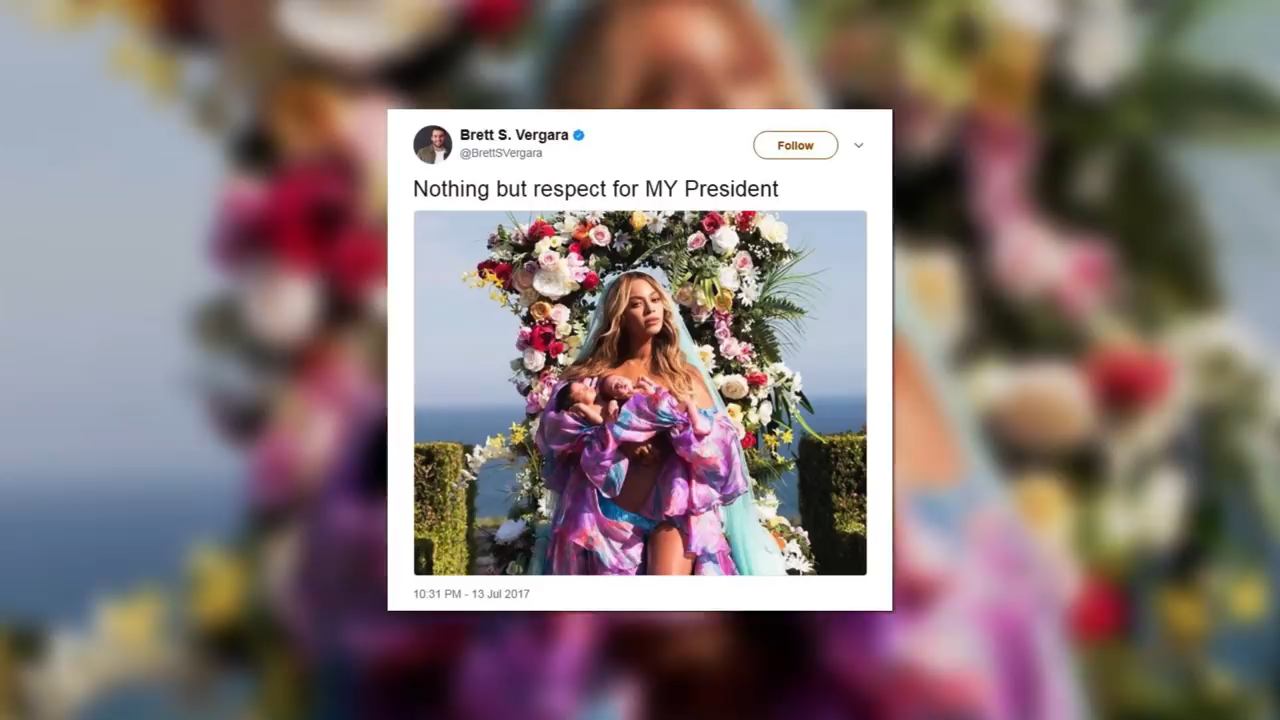 Brett S. Vergara
@BrettSVergara
Follow
Nothing but respect for MY President
10:31 PM - 13 Jul 2017